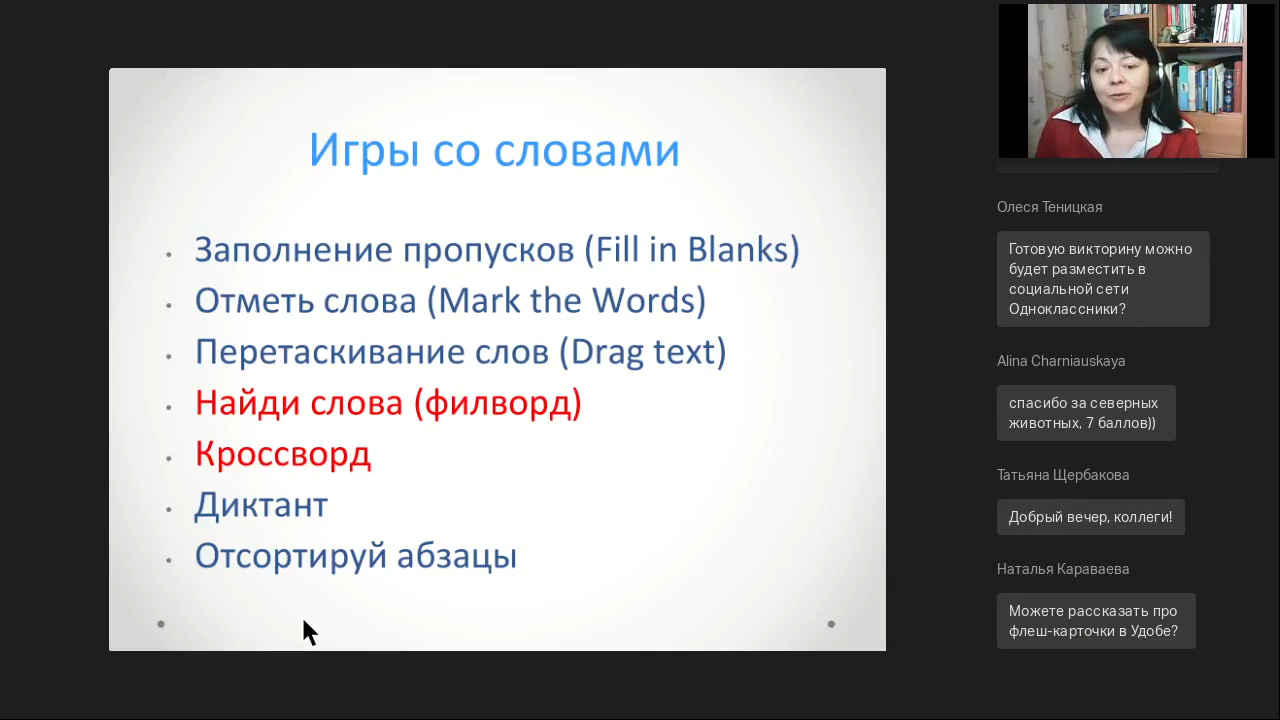 Игры со словами
Заполнение пропусков (Fill in Blanks)
Отметь слова (Mark the Words)
Перетаскивание слов (Drag text)
Найди слова (филворд)
Кроссворд
Диктант
Отсортируй абзацы
Олеся Теницкая
Готовую викторину можно
будет разместить в
социальной сети
Одноклассники?
Alina Charniauskaya
спасибо за северных
животных, 7 баллов))
Татьяна Щербакова
Добрый вечер, коллеги!
Наталья Караваева
Можете рассказать про
флеш-карточки в Удобе?